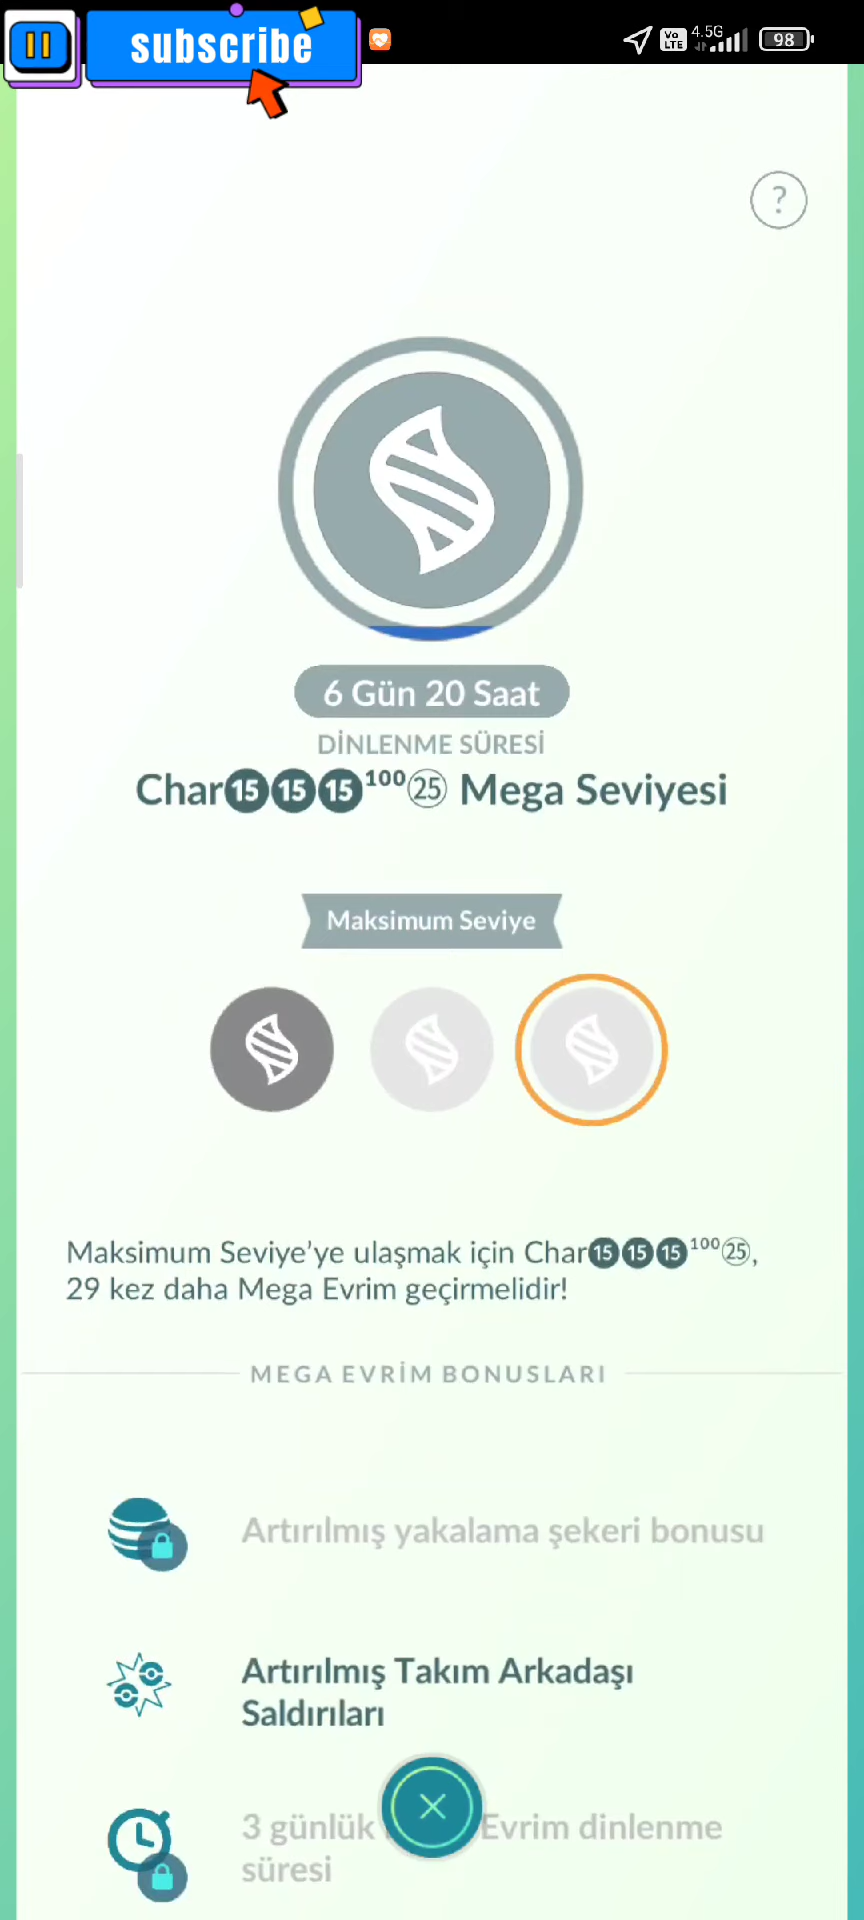 subscribe
Vo
LTE
4.5G
98
?
6 Gün 20 Saat
DİNLENME SÜRESİ
Char⓯⓯⓯¹⁰⁰㉕ Mega Seviyesi
Maksimum Seviye
Maksimum Seviye'ye ulaşmak için Char⓯⓯⓯¹⁰⁰㉕,
29 kez daha Mega Evrim geçirmelidir!
MEGA EVRİM BONUSLARI
Artırılmış yakalama şekeri bonusu
Artırılmış Takım Arkadaşı
Saldırıları
3 günlük Evrim dinlenme
süresi